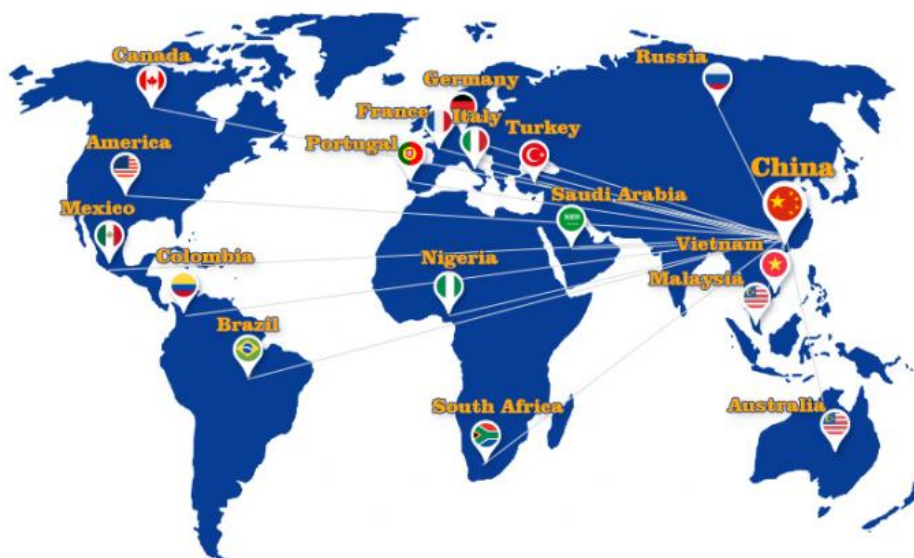 Canada
Russia
Germany
France
Italy
Turkey
Portugal
America
China
Mexico
Saudi Arabia
Vietnam
Colombia
Nigeria
Malaysia
Brazil
South Africa
Australia